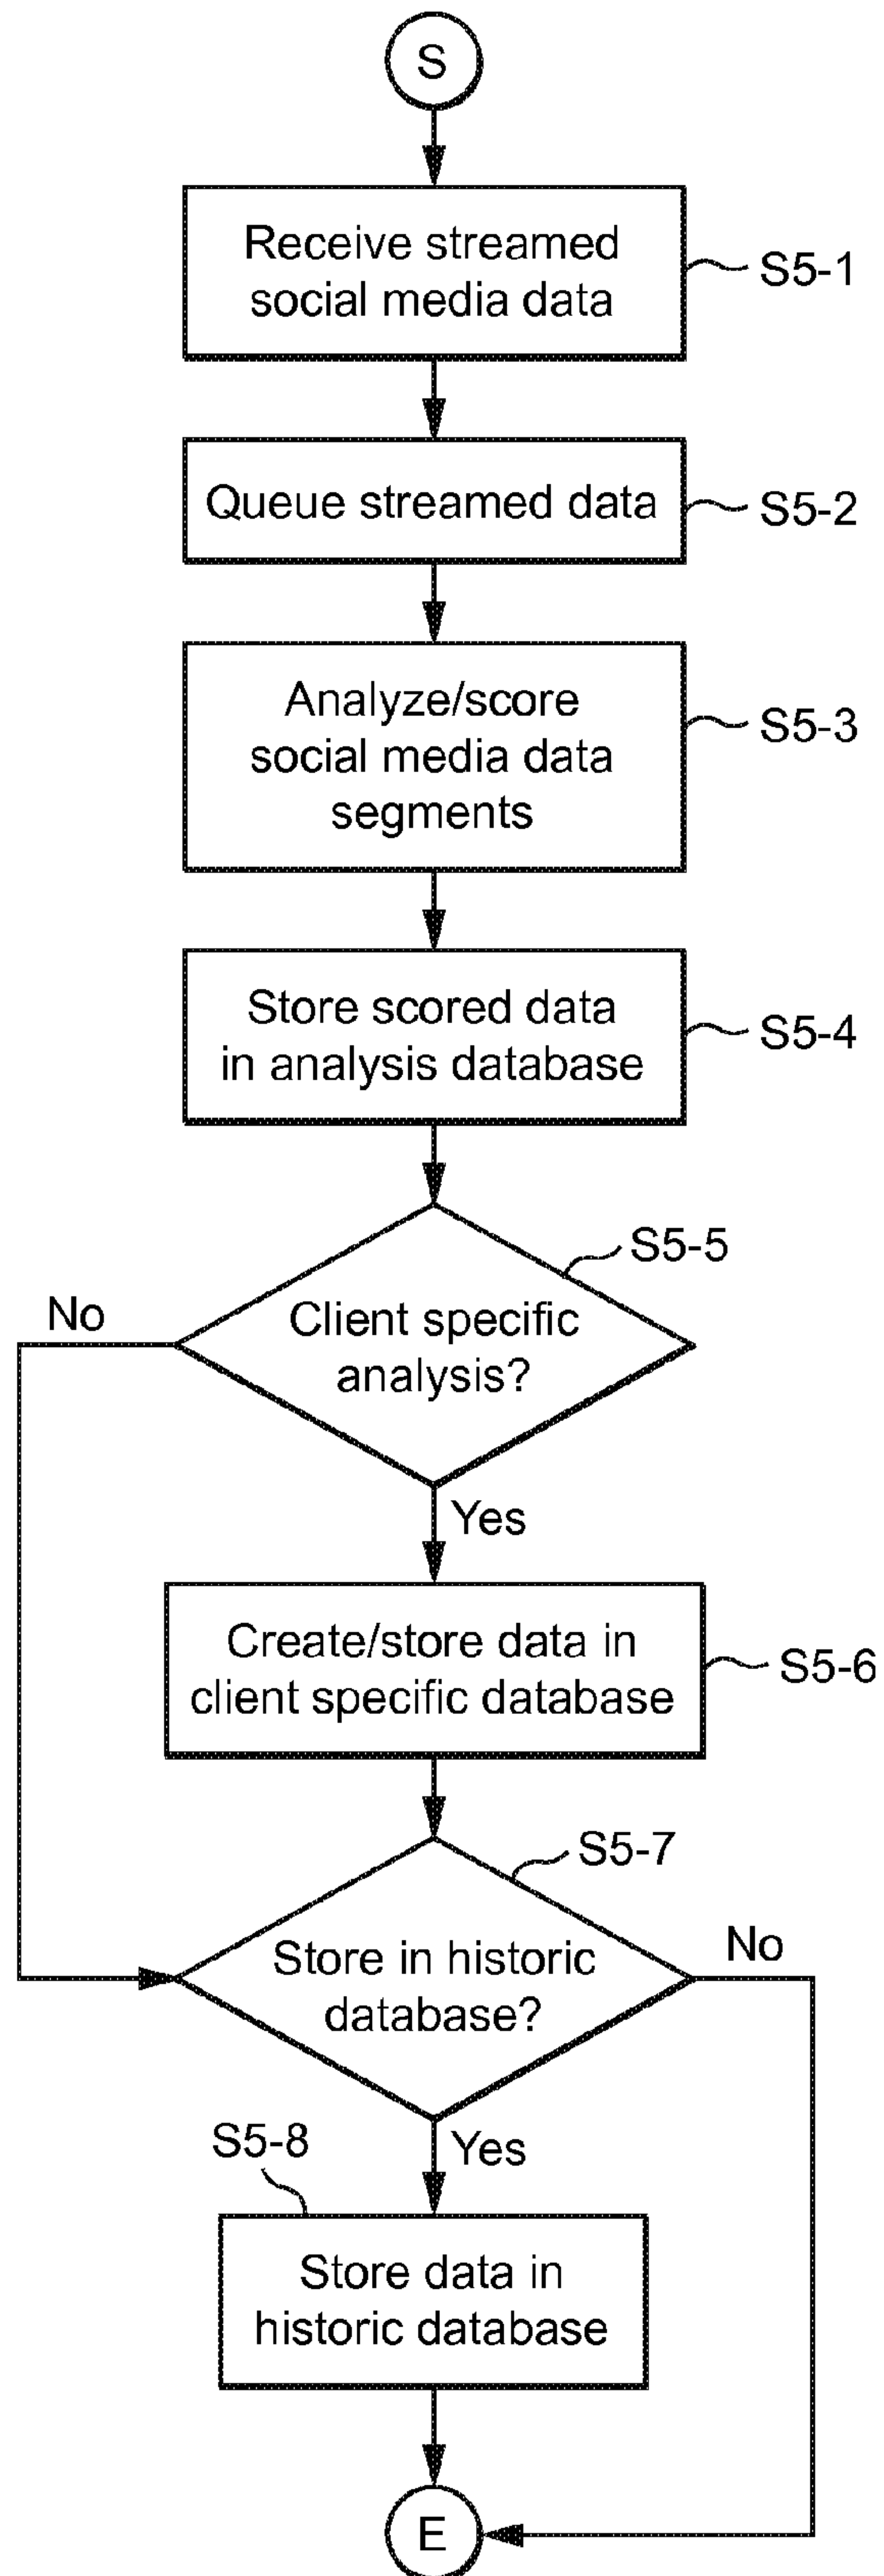 S
Receive streamed
social media data
S5-1
Queue streamed data
S5-2
Analyze/score
social media data
segments
S5-3
Store scored data
in analysis database
S5-4
S5-5
No
Client specific
analysis?
Yes
Create/store data in
client specific database
S5-6
S5-7
Store in historic
database?
No
S5-8
Yes
Store data in
historic database
E